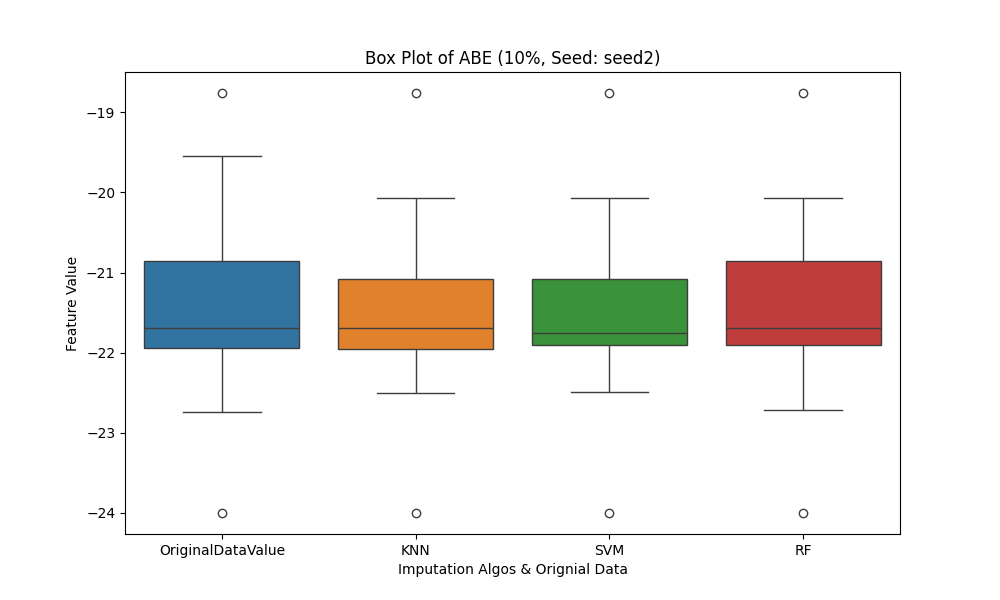 Box Plot of ABE (10%, Seed: seed2)
−19
−20
−21
−22
−23
−24
Feature Value
OriginalDataValue KNN SVM RF
Imputation Algos & Orignial Data